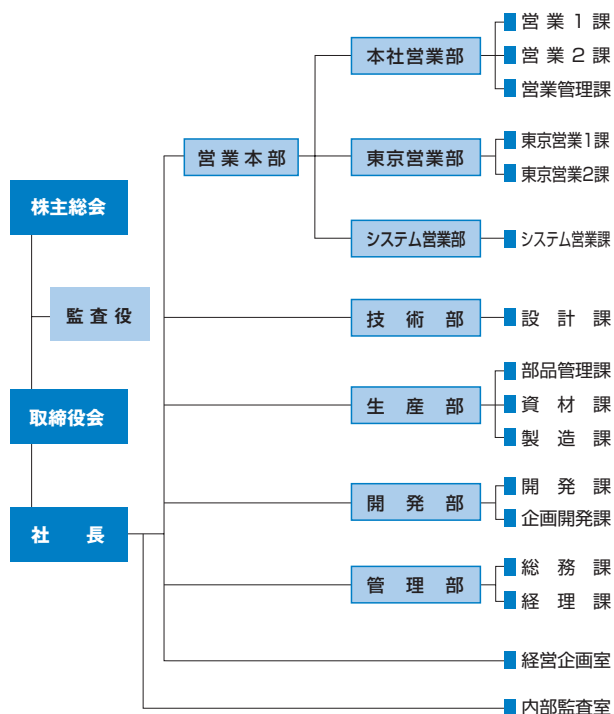 株主総会
監査役
取締役会
社長
営業本部
本社営業部
営業1課
営業2課
営業管理課
東京営業部
東京営業1課
東京営業2課
システム営業部
システム営業課
技術部
設計課
生産部
部品管理課
資材課
製造課
開発部
開発課
企画開発課
管理部
総務課
経理課
経営企画室
内部監査室